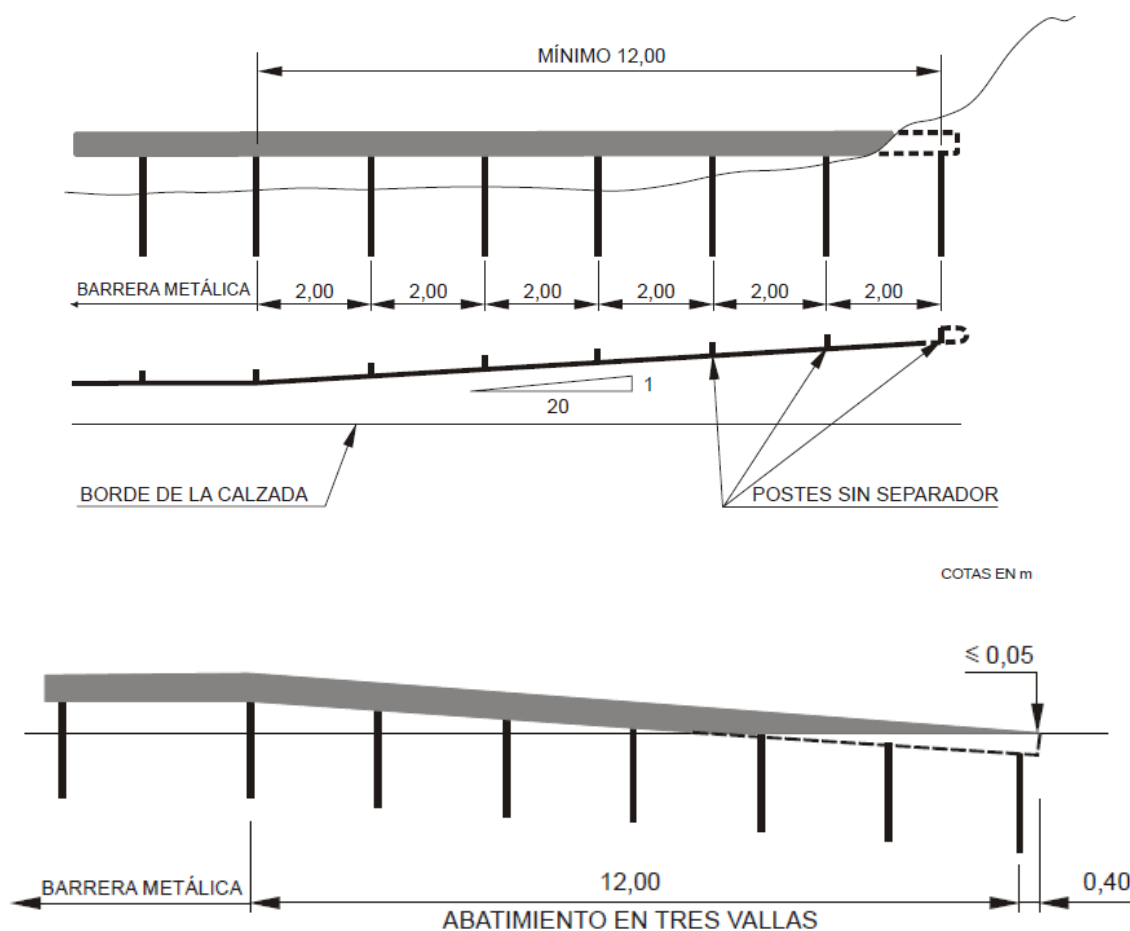 MÍNIMO 12,00
BARRERA METÁLICA 2,00 2,00 2,00 2,00 2,00 2,00
1
20
BORDE DE LA CALZADA POSTES SIN SEPARADOR
COTAS EN m
≤ 0,05
BARRERA METÁLICA 12,00 0,40
ABATIMIENTO EN TRES VALLAS